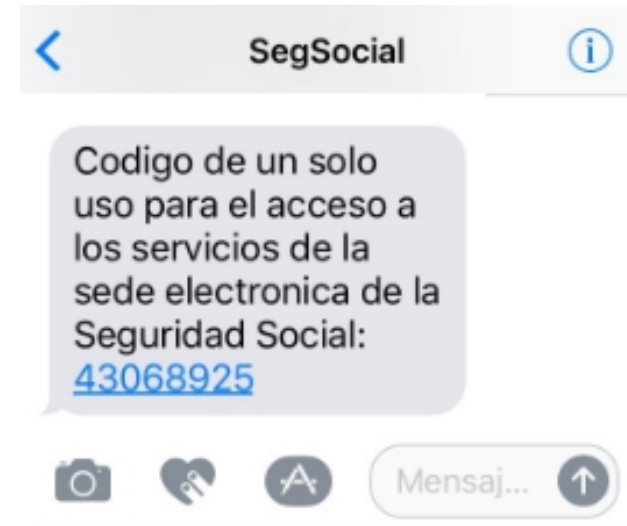 SegSocial
Codigo de un solo
uso para el acceso a
los servicios de la
sede electronica de la
Seguridad Social:
43068925
Mensaj...